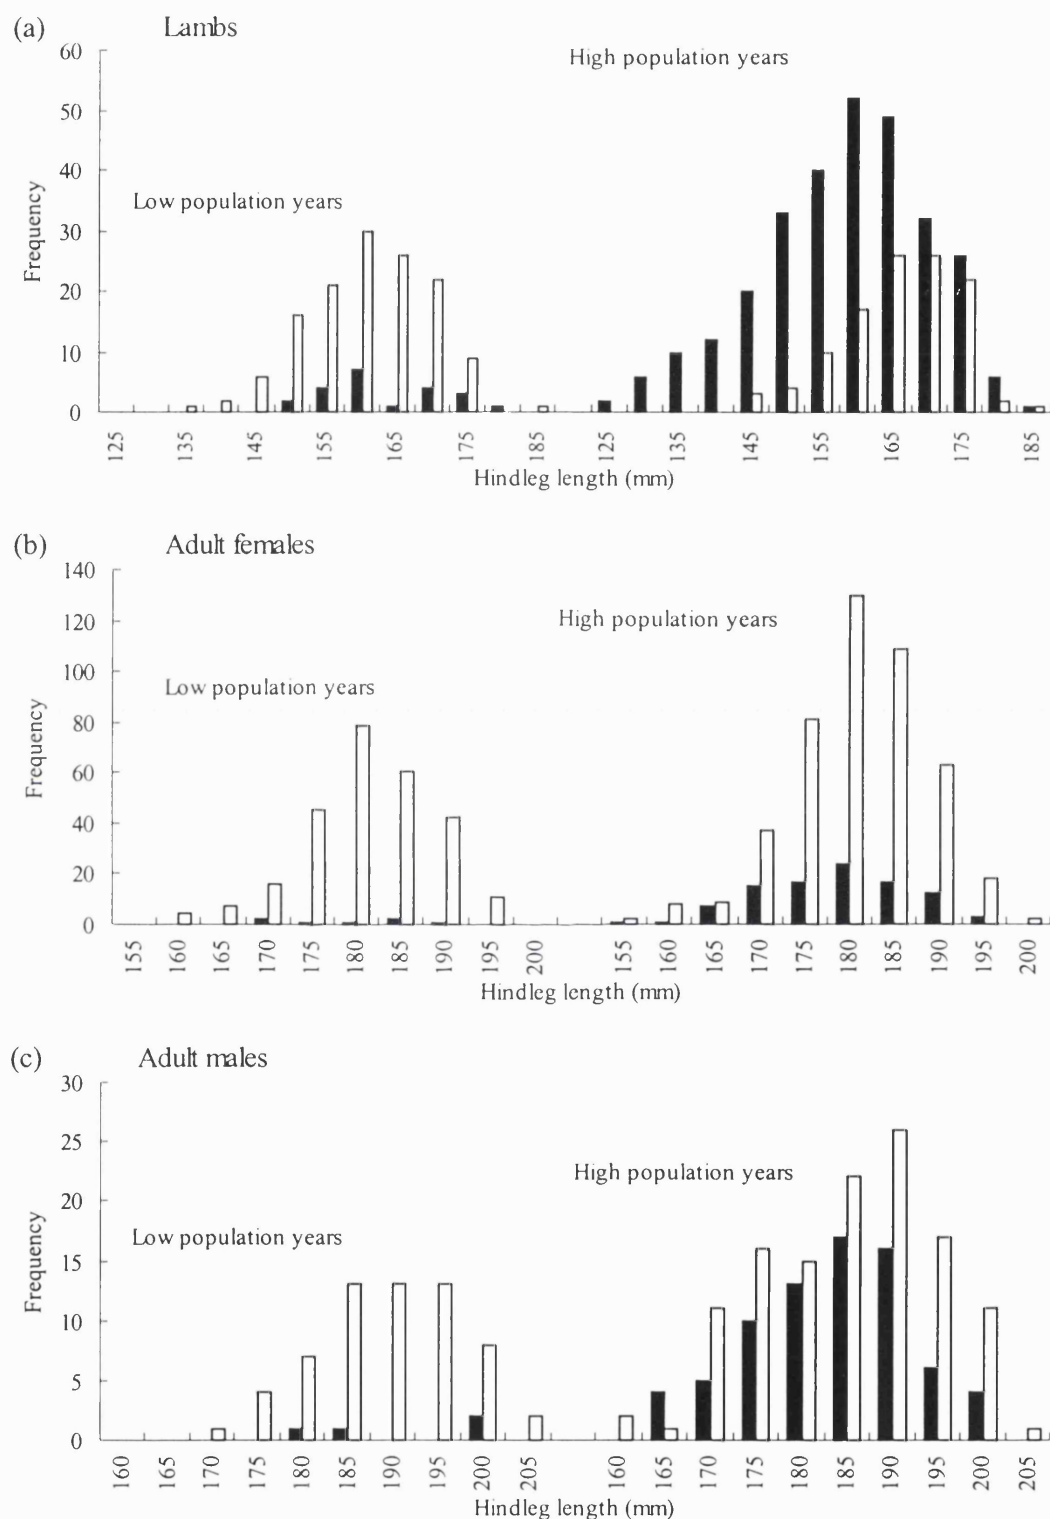 (a) Lambs
High population years
Low population years
Frequency
60
50
40
30
20
10
0
125 135 145 155 165 175 185 125 135 145 155 165 175 185
Hindleg length (mm)
(b) Adult females
High population years
Low population years
Frequency
140
120
100
80
60
40
20
0
155 160 165 170 175 180 185 190 195 200 155 160 165 170 175 180 185 190 195 200
Hindleg length (mm)
(c) Adult males
High population years
Low population years
Frequency
30
25
20
15
10
5
0
160 165 170 175 180 185 190 195 200 205 160 165 170 175 180 185 190 195 200 205
Hindleg length (mm)